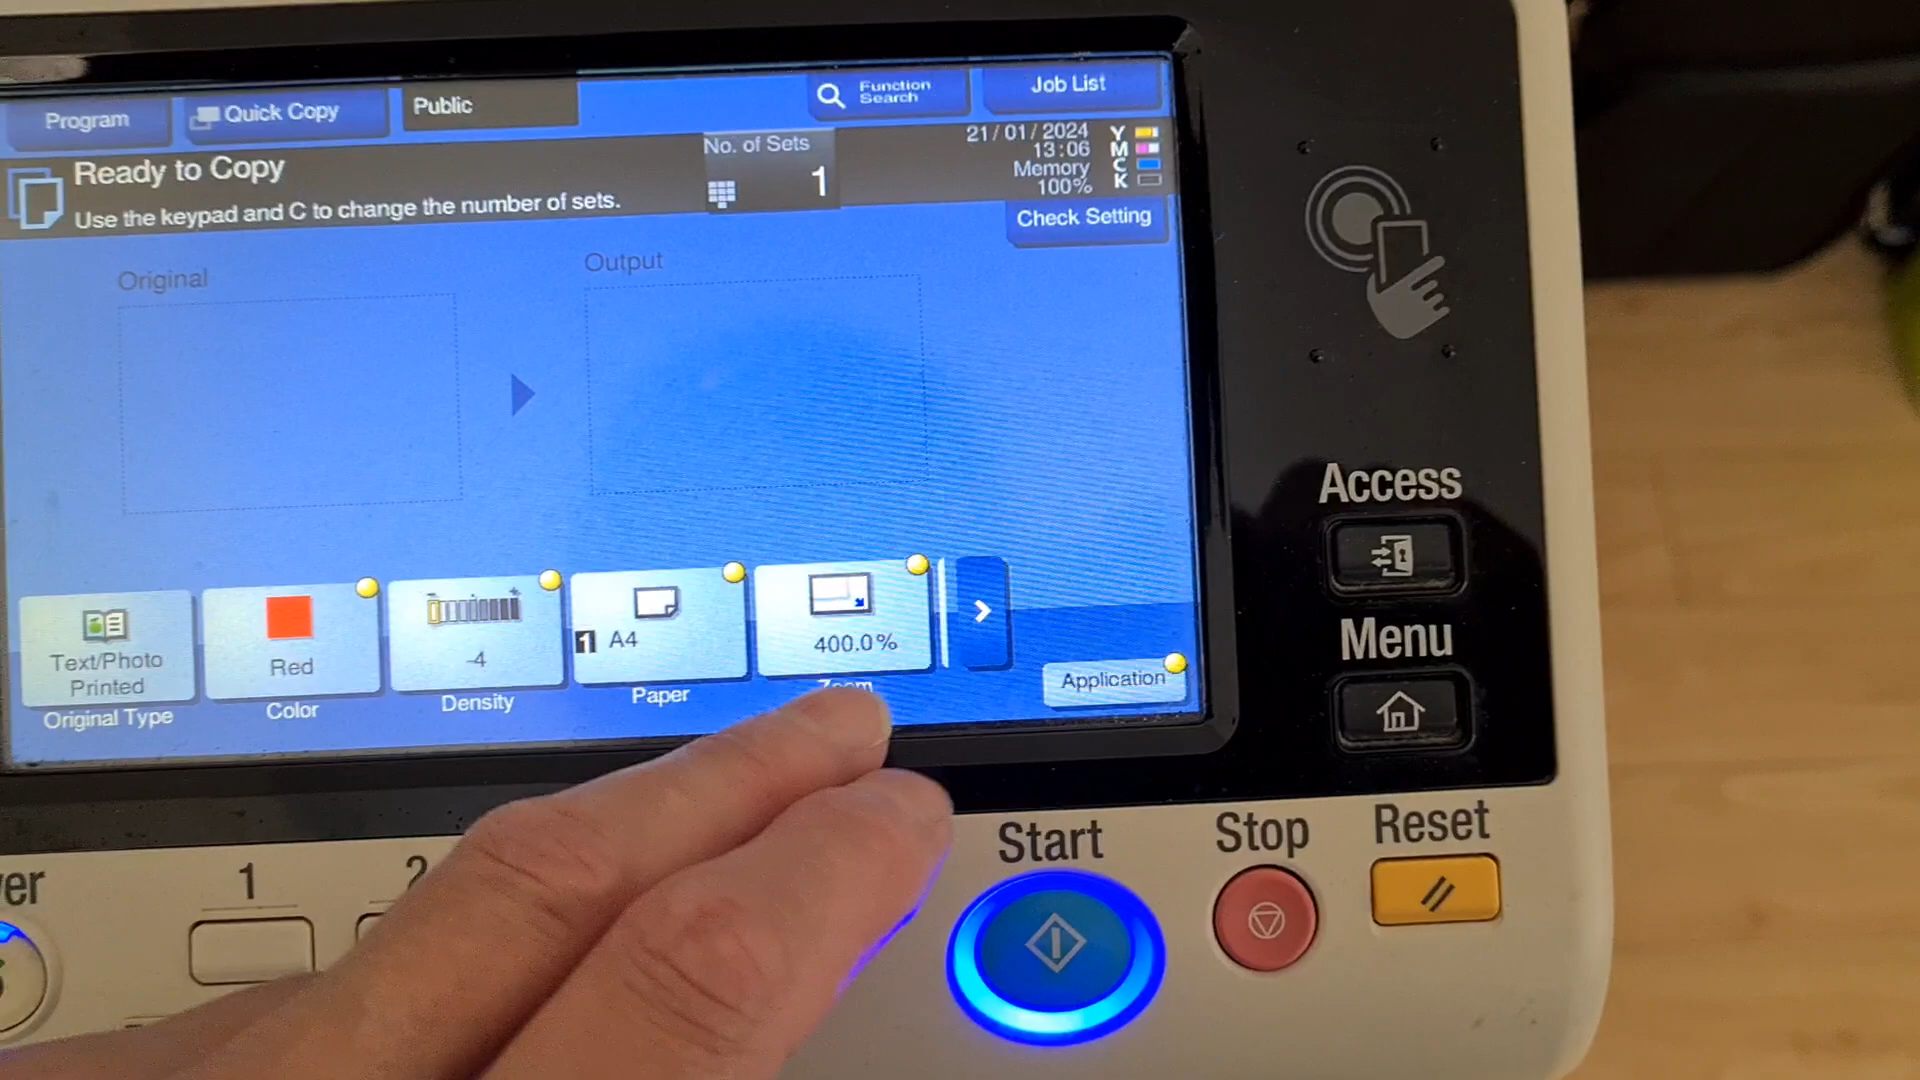 Program
Quick Copy
Public
Function
Search
Job List
Ready to Copy
Use the keypad and C to change the number of sets.
No. of Sets
1
21/01/2024
13:06
Memory
100%
Y
M
C
K
Check Setting
Original
Output
Text/Photo
Printed
Original Type
Red
Color
-4
Density
1 A4
Paper
400.0%
Zoom
Application
Access
Menu
Start
Stop
Reset
1
2